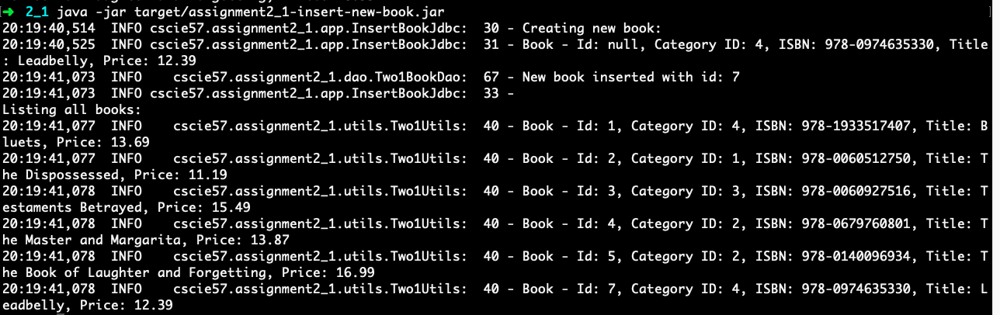 ➜ 2_1 java -jar target/assignment2_1-insert-new-book.jar
20:19:40,514  INFO cscie57.assignment2_1.app.InsertBookJdbc:  30 - Creating new book:
20:19:40,525  INFO cscie57.assignment2_1.app.InsertBookJdbc:  31 - Book - Id: null, Category ID: 4, ISBN: 978-0974635330, Title
: Leadbelly, Price: 12.39
20:19:41,073  INFO    cscie57.assignment2_1.dao.Two1BookDao:  67 - New book inserted with id: 7
20:19:41,073  INFO cscie57.assignment2_1.app.InsertBookJdbc:  33 -
Listing all books:
20:19:41,077  INFO    cscie57.assignment2_1.utils.Two1Utils:  40 - Book - Id: 1, Category ID: 4, ISBN: 978-1933517407, Title: B
luets, Price: 13.69
20:19:41,077  INFO    cscie57.assignment2_1.utils.Two1Utils:  40 - Book - Id: 2, Category ID: 1, ISBN: 978-0060512750, Title: T
he Dispossessed, Price: 11.19
20:19:41,078  INFO    cscie57.assignment2_1.utils.Two1Utils:  40 - Book - Id: 3, Category ID: 3, ISBN: 978-0060927516, Title: T
estaments Betrayed, Price: 15.49
20:19:41,078  INFO    cscie57.assignment2_1.utils.Two1Utils:  40 - Book - Id: 4, Category ID: 2, ISBN: 978-0679760801, Title: T
he Master and Margarita, Price: 13.87
20:19:41,078  INFO    cscie57.assignment2_1.utils.Two1Utils:  40 - Book - Id: 5, Category ID: 2, ISBN: 978-0140096934, Title: T
he Book of Laughter and Forgetting, Price: 16.99
20:19:41,078  INFO    cscie57.assignment2_1.utils.Two1Utils:  40 - Book - Id: 7, Category ID: 4, ISBN: 978-0974635330, Title: L
eadbelly, Price: 12.39